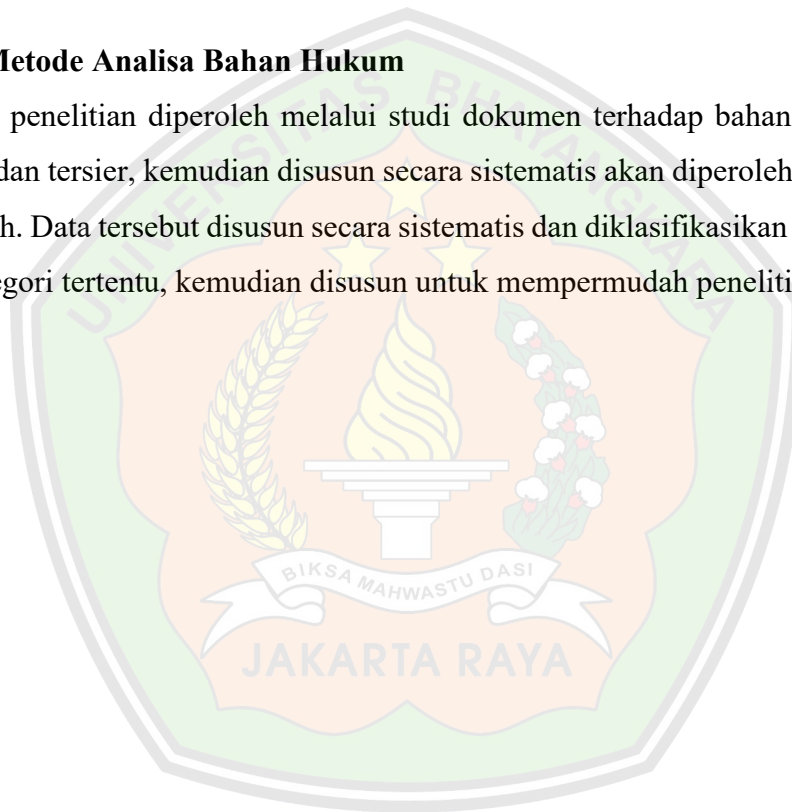 Metode Analisa Bahan Hukum
penelitian diperoleh melalui studi dokumen terhadap bahan
dan tersier, kemudian disusun secara sistematis akan diperoleh
h. Data tersebut disusun secara sistematis dan diklasifikasikan
egori tertentu, kemudian disusun untuk mempermudah peneliti
UNIVERSITAS BHAYANGKARA
BIKSA MAHWASTU DASI
JAKARTA RAYA